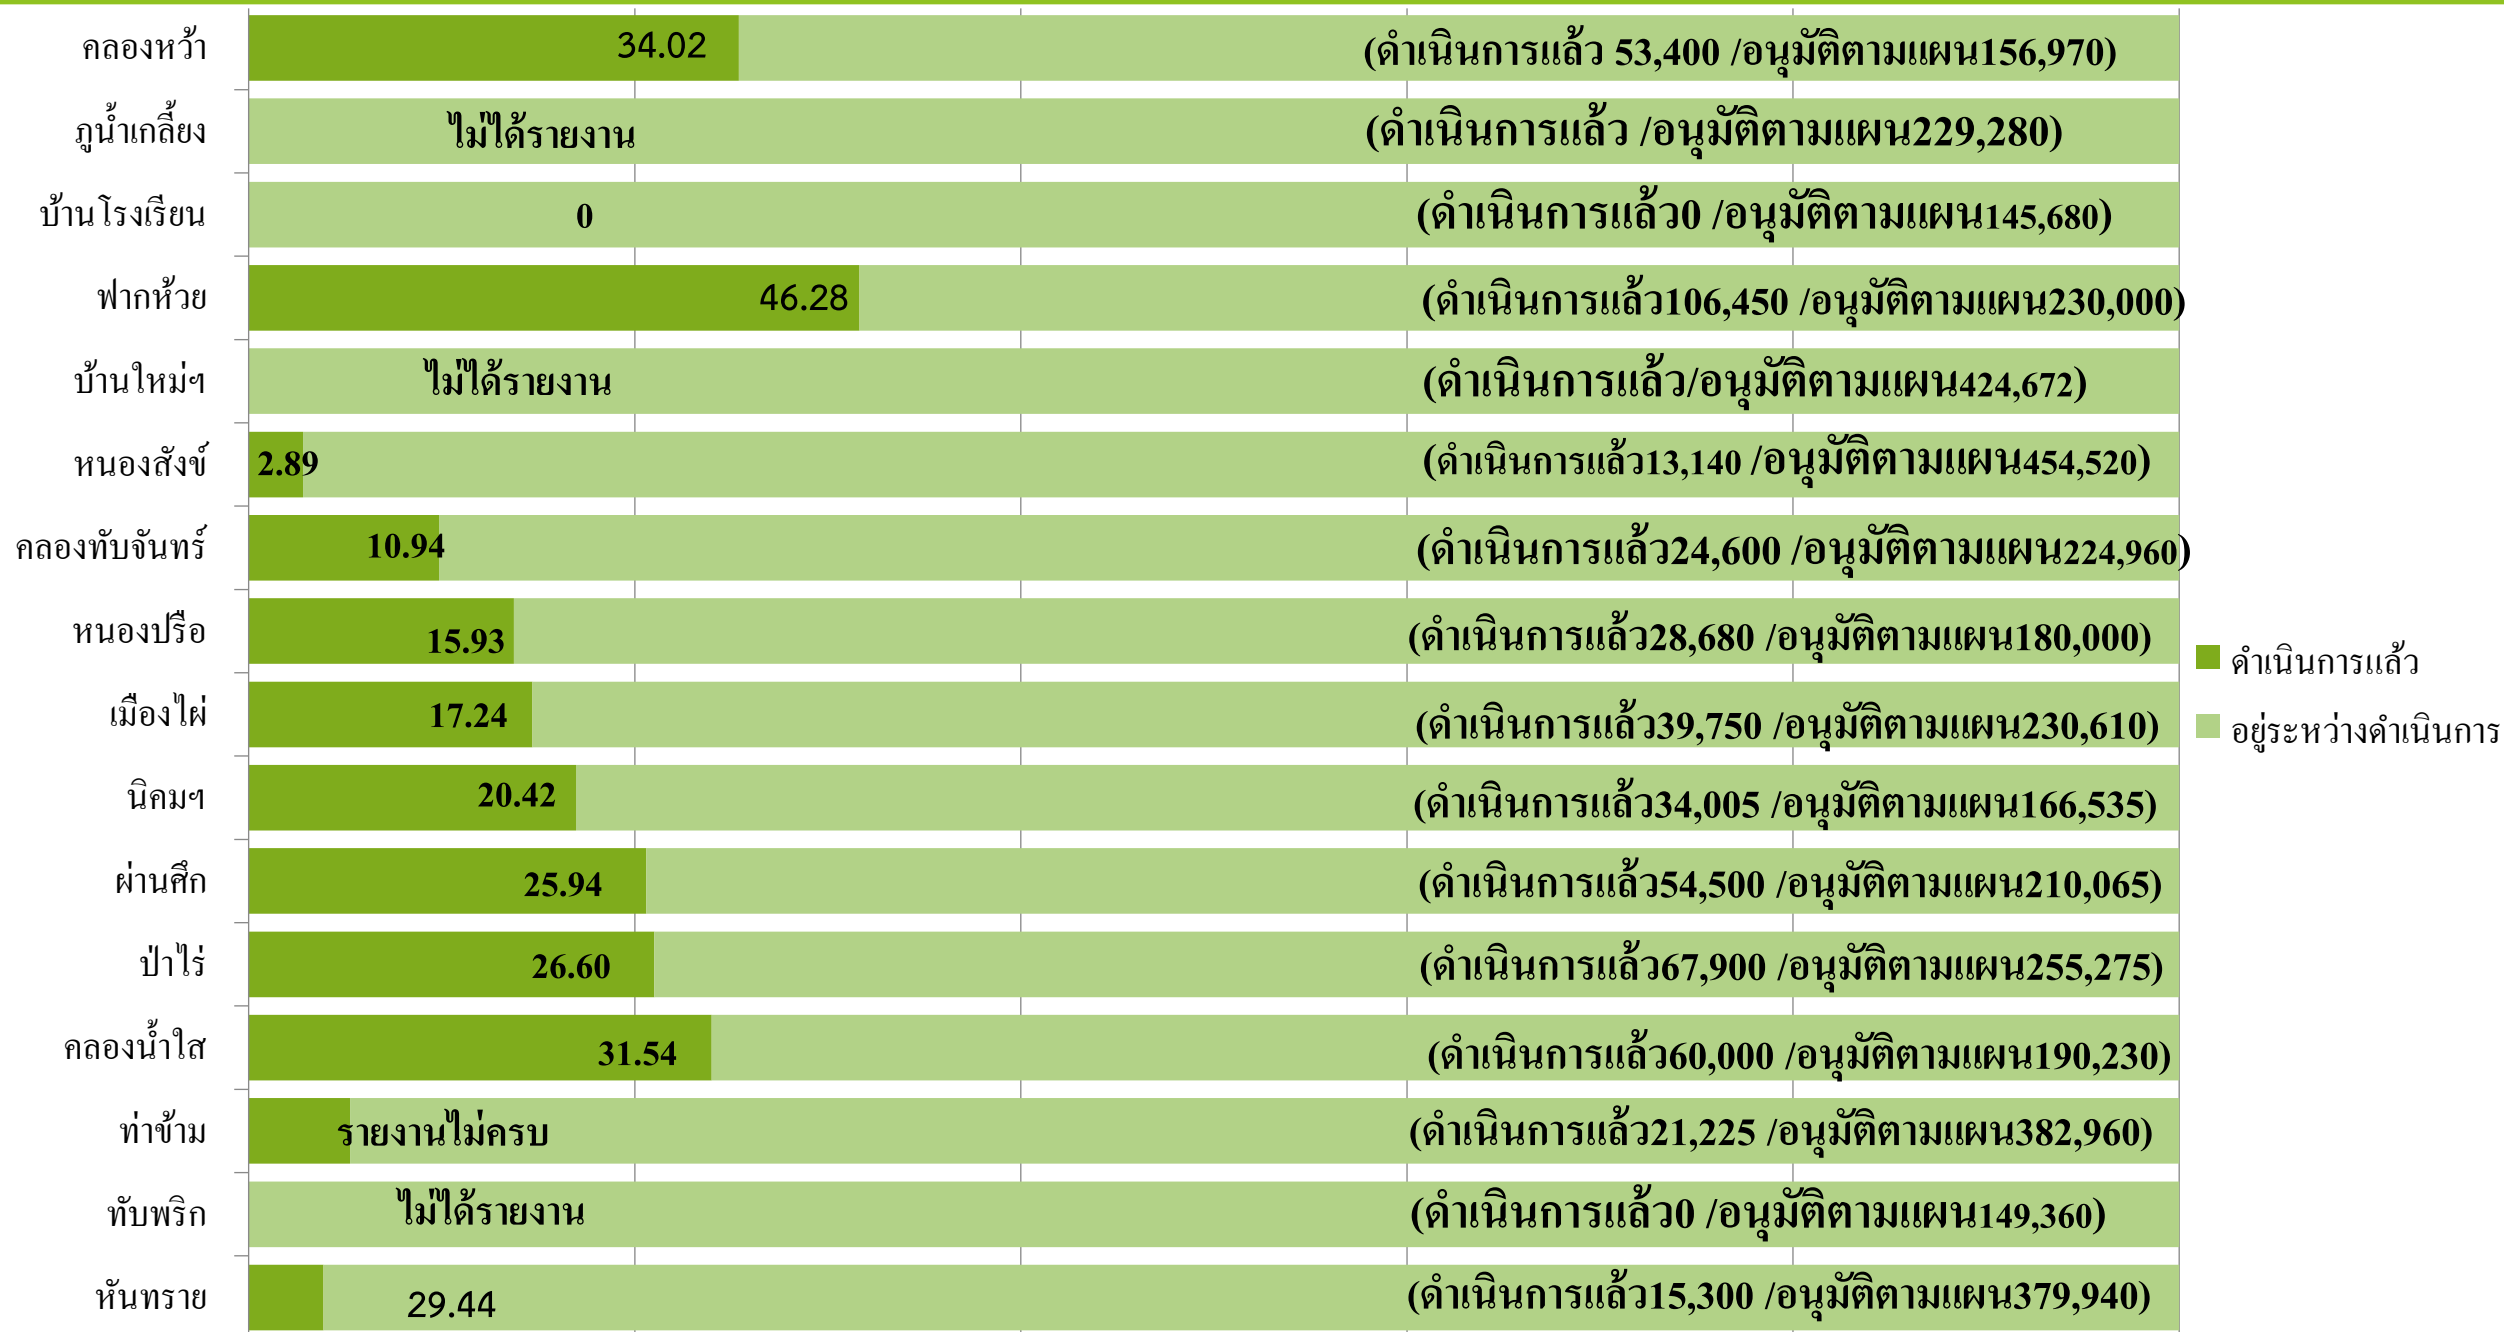 คลองหว้า 34.02 (ดำเนินการแล้ว 53,400 /อนุมัติตามแผน156,970)
ภูน้ำเกลี้ยง ไม่ได้รายงาน (ดำเนินการแล้ว /อนุมัติตามแผน229,280)
บ้านโรงเรียน 0 (ดำเนินการแล้ว0 /อนุมัติตามแผน145,680)
ฟากห้วย 46.28 (ดำเนินการแล้ว106,450 /อนุมัติตามแผน230,000)
บ้านใหม่ฯ ไม่ได้รายงาน (ดำเนินการแล้ว/อนุมัติตามแผน424,672)
หนองสังข์ 2.89 (ดำเนินการแล้ว13,140 /อนุมัติตามแผน454,520)
คลองทับจันทร์ 10.94 (ดำเนินการแล้ว24,600 /อนุมัติตามแผน224,960)
หนองปรือ 15.93 (ดำเนินการแล้ว28,680 /อนุมัติตามแผน180,000)
เมืองไผ่ 17.24 (ดำเนินการแล้ว39,750 /อนุมัติตามแผน230,610)
นิคมฯ 20.42 (ดำเนินการแล้ว34,005 /อนุมัติตามแผน166,535)
ผ่านศึก 25.94 (ดำเนินการแล้ว54,500 /อนุมัติตามแผน210,065)
ป่าไร่ 26.60 (ดำเนินการแล้ว67,900 /อนุมัติตามแผน255,275)
คลองน้ำใส 31.54 (ดำเนินการแล้ว60,000 /อนุมัติตามแผน190,230)
ท่าข้าม รายงานไม่ครบ (ดำเนินการแล้ว21,225 /อนุมัติตามแผน382,960)
ทับพริก ไม่ได้รายงาน (ดำเนินการแล้ว0 /อนุมัติตามแผน149,360)
หันทราย 29.44 (ดำเนินการแล้ว15,300 /อนุมัติตามแผน379,940)
ดำเนินการแล้ว
อยู่ระหว่างดำเนินการ